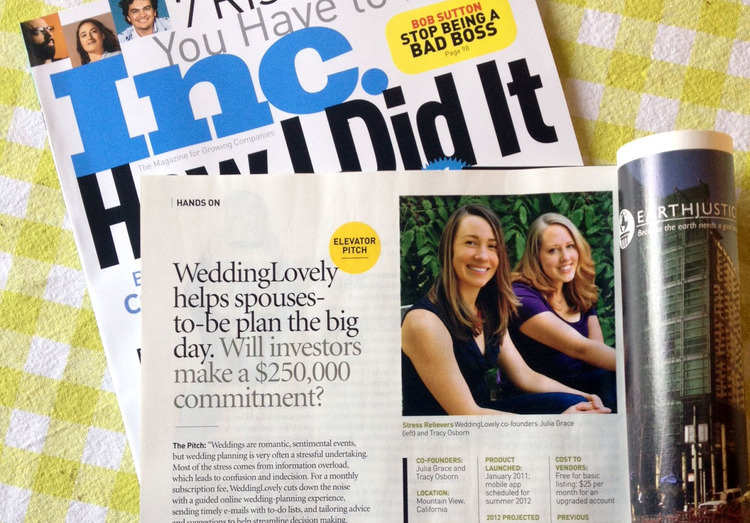 7 Ris
You Have to
BOB SUTTON
STOP BEING A
BAD BOSS
Page 98
Inc.
The Magazine for Growing Companies
How I Did It
HANDS ON
ELEVATOR
PITCH
WeddingLovely
helps spouses-
to-be plan the big
day. Will investors
make a $250,000
commitment?
The Pitch: "Weddings are romantic, sentimental events,
but wedding planning is very often a stressful undertaking.
Most of the stress comes from information overload,
which leads to confusion and indecision. For a monthly
subscription fee, WeddingLovely cuts down the noise
with a guided online wedding-planning experience,
sending timely e-mails with to-do lists, and tailoring advice
and suggestions to help streamline decision making.
Stress Relievers WeddingLovely co-founders Julia Grace
(left) and Tracy Osborn
CO-FOUNDERS:
Julia Grace and
Tracy Osborn
LOCATION:
Mountain View,
California
PRODUCT
LAUNCHED:
January 2011;
mobile app
scheduled for
summer 2012
2012 PROJECTED
COST TO
VENDORS:
Free for basic
listing; $25 per
month for an
upgraded account
PREVIOUS
EARTHJUSTIC
Because the earth needs a good